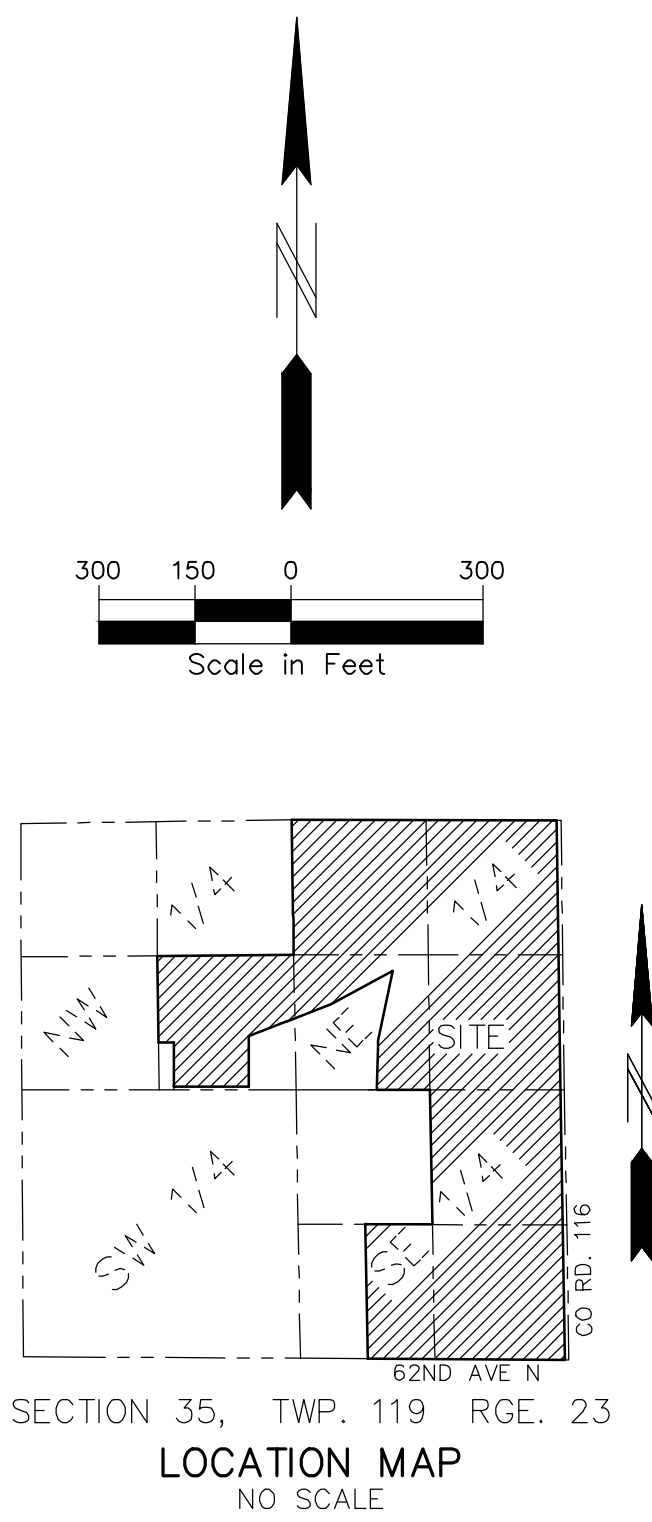 N
300 150 0 300
Scale in Feet
1/4
1/4
NW
NE
SITE
N
SW 1/4
SE 1/4
CO RD. 116
62ND AVE N
SECTION 35, TWP. 119 RGE. 23
LOCATION MAP
NO SCALE